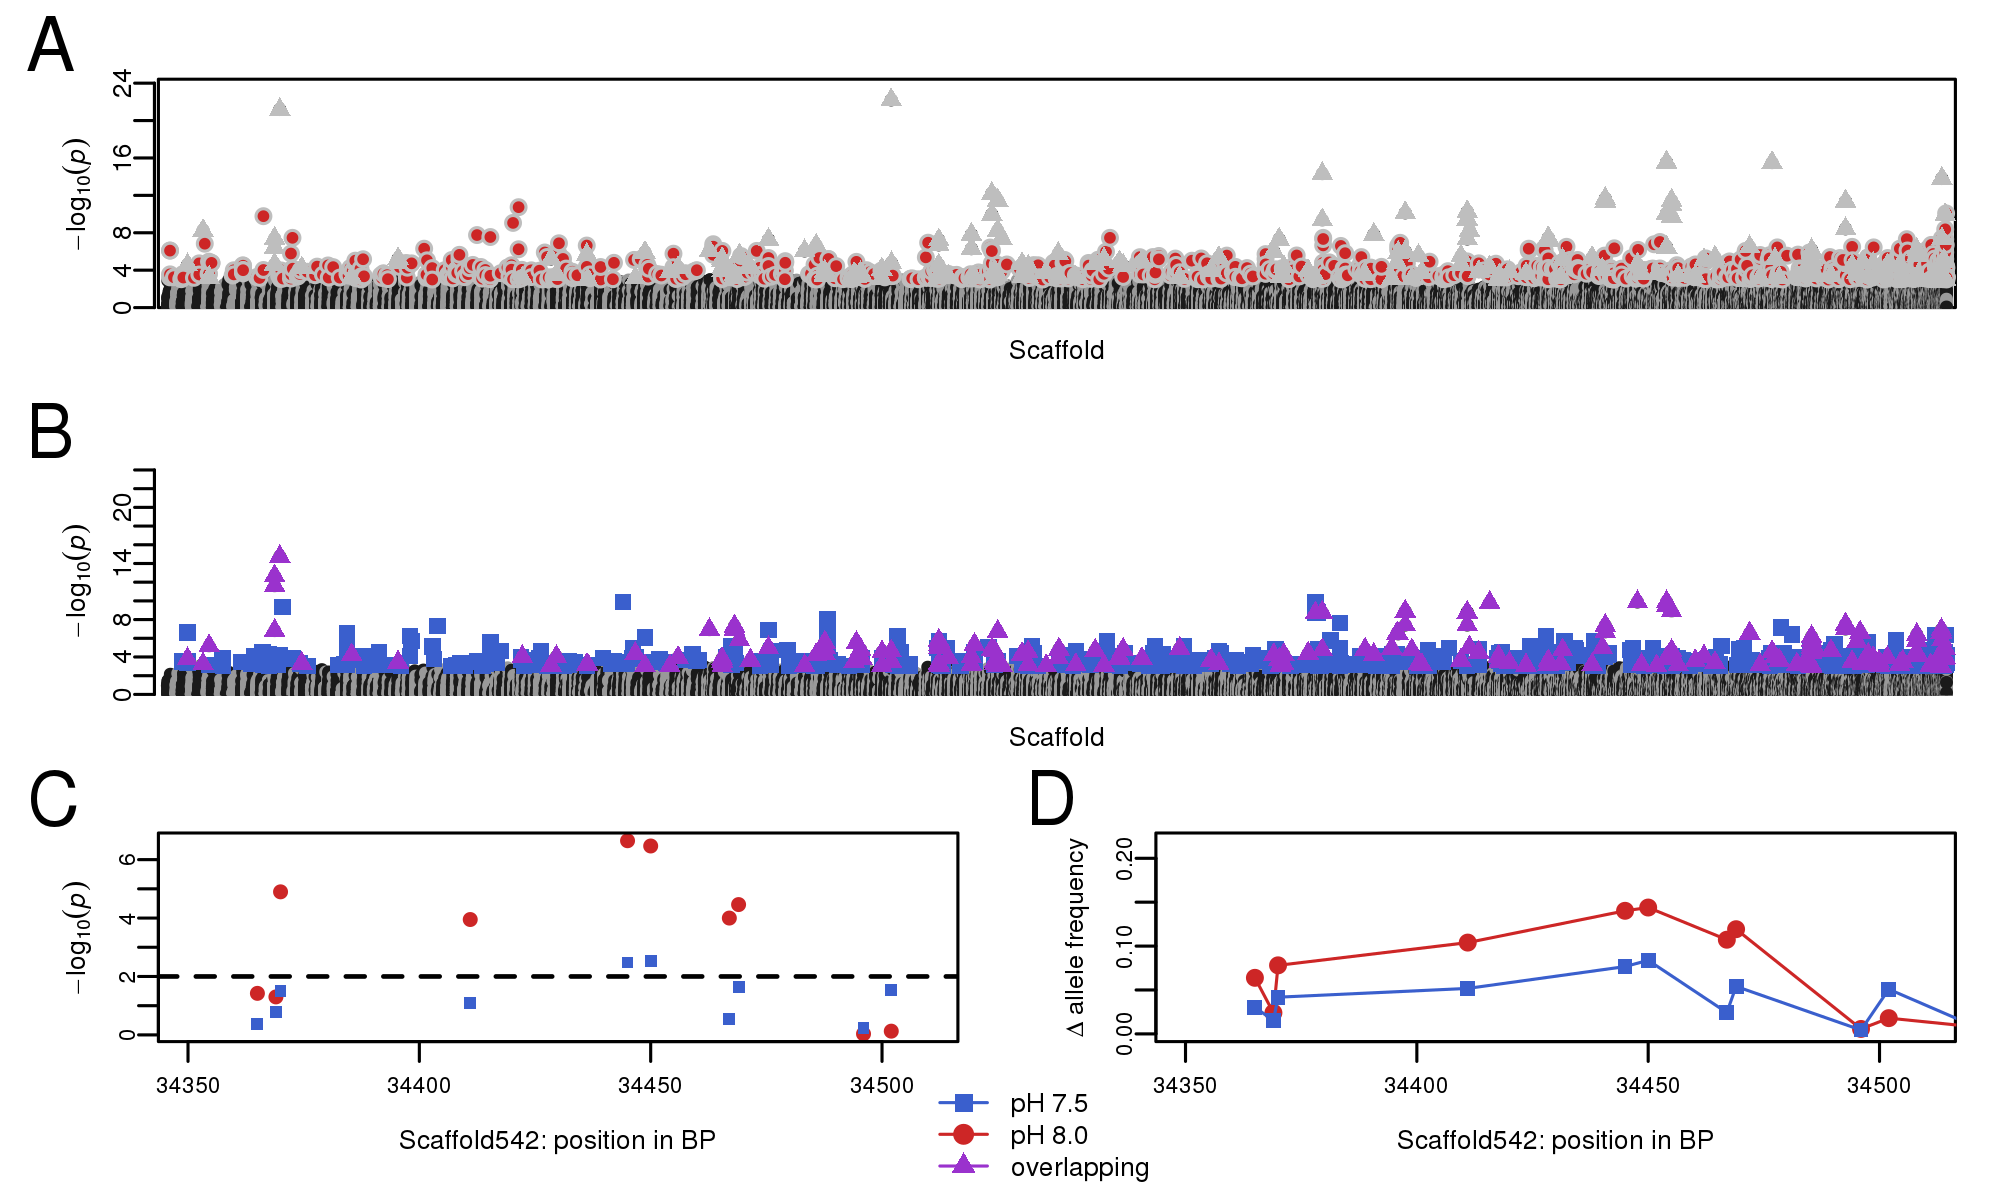 A
−log10(p)
24
16
8
4
0
Scaffold
B
−log10(p)
20
14
8
4
0
Scaffold
C
−log10(p)
6
4
2
0
34350 34400 34450 34500
Scaffold542: position in BP
D
Δ allele frequency
0.20
0.10
0.00
34350 34400 34450 34500
Scaffold542: position in BP
pH 7.5
pH 8.0
overlapping